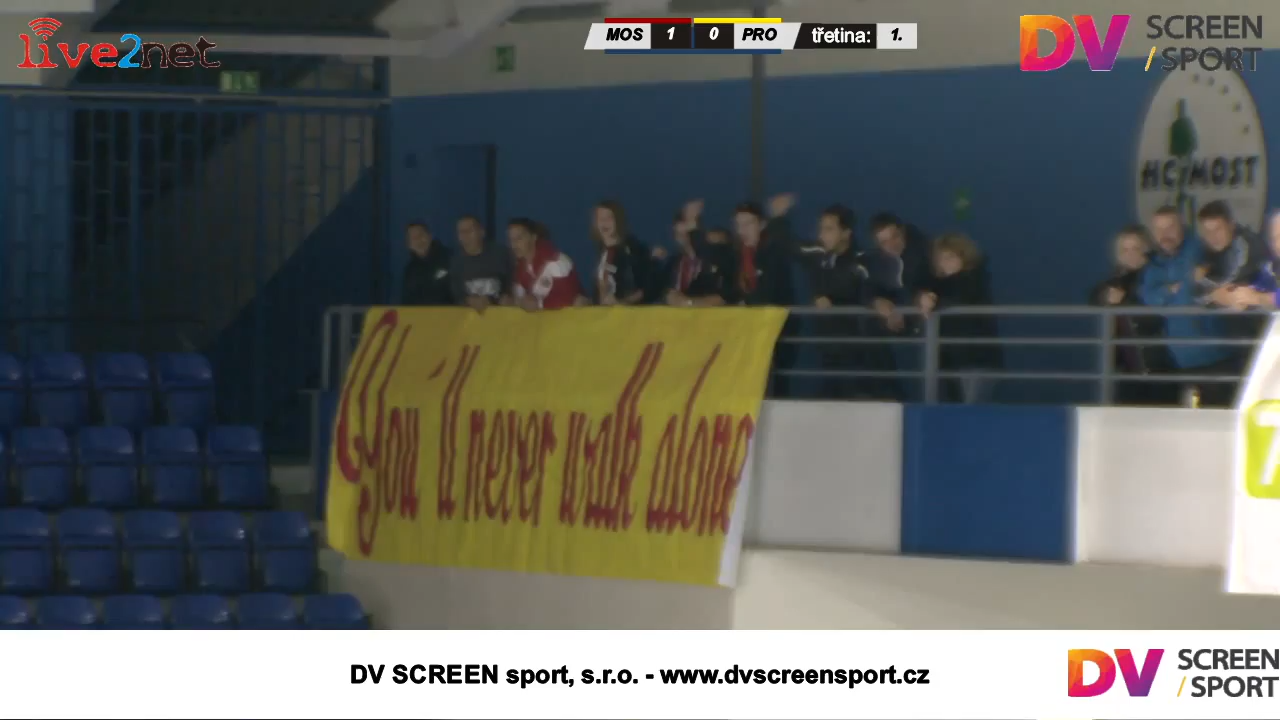 live2net
MOS 1 0 PRO třetina: 1.
DV SCREEN
/ SPORT
HC MOST
You'll never walk alone
DV SCREEN sport, s.r.o. - www.dvscreensport.cz
DV SCREEN
/ SPORT